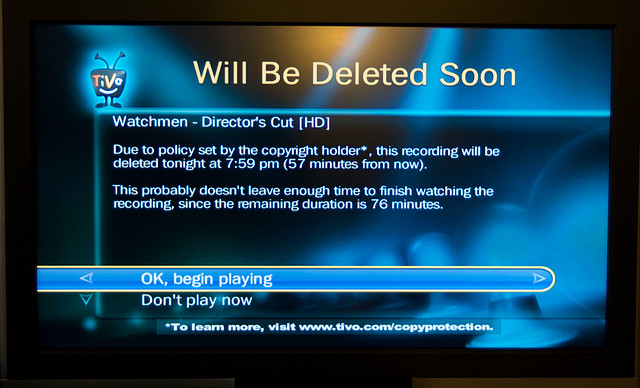 TiVo
Will Be Deleted Soon
Watchmen - Director's Cut [HD]
Due to policy set by the copyright holder*, this recording will be
deleted tonight at 7:59 pm (57 minutes from now).
This probably doesn't leave enough time to finish watching the
recording, since the remaining duration is 76 minutes.
OK, begin playing
Don't play now
*To learn more, visit www.tivo.com/copyprotection.